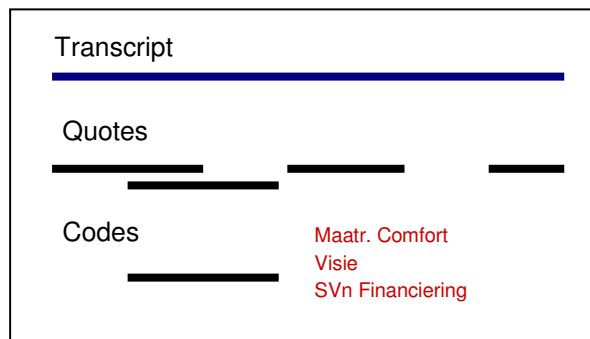 Transcript
Quotes
Codes
Maatr. Comfort
Visie
SVn Financiering